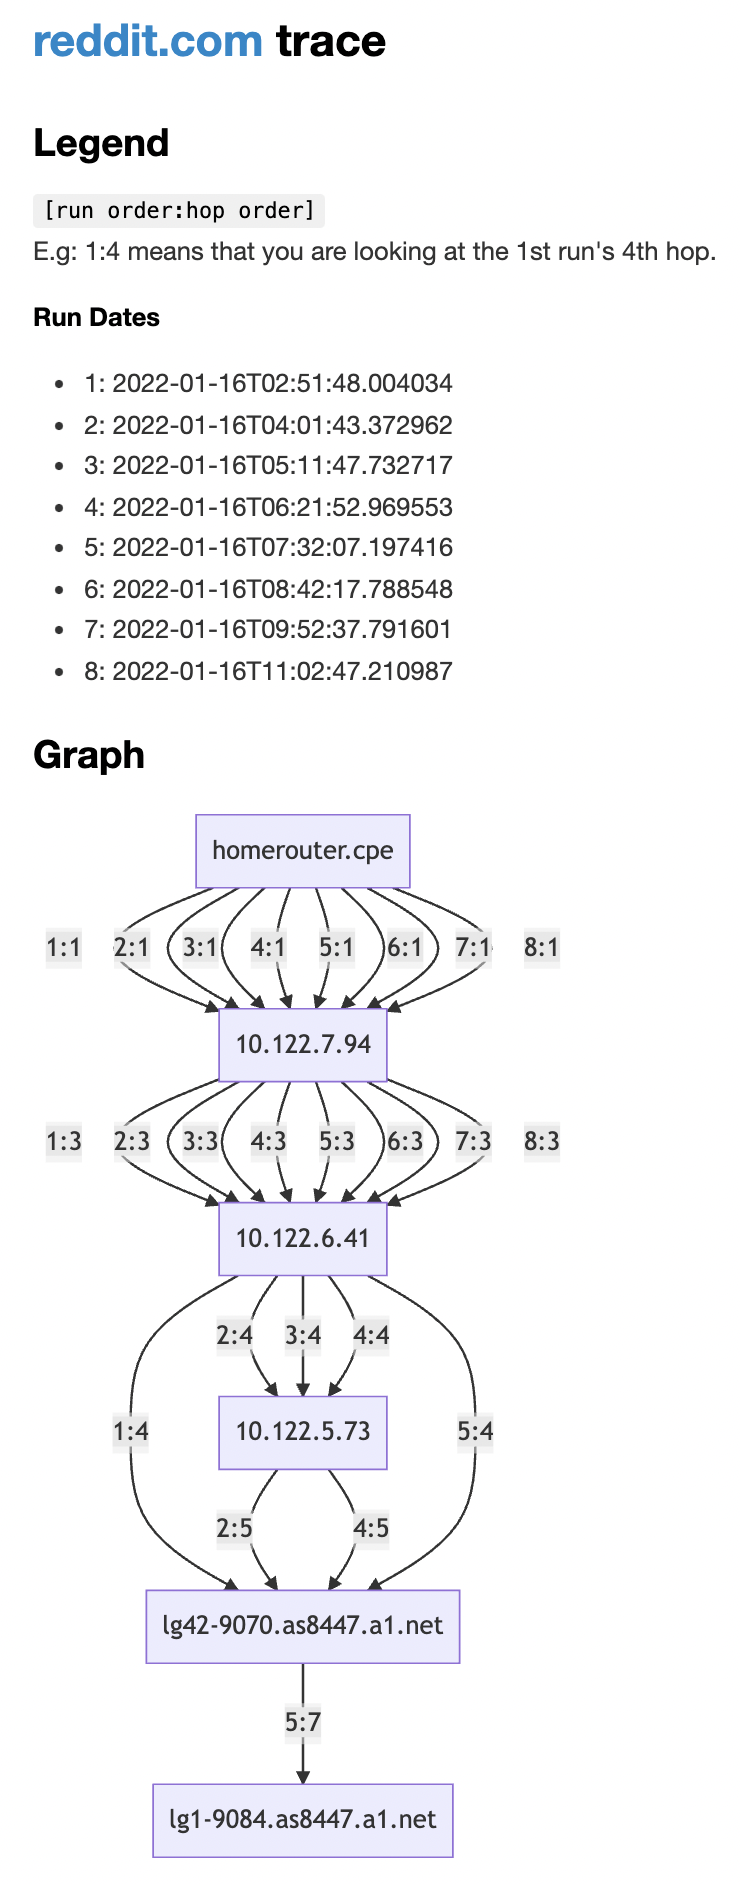 reddit.com trace
Legend
[run order:hop order]
E.g: 1:4 means that you are looking at the 1st run's 4th hop.
Run Dates
1: 2022-01-16T02:51:48.004034
2: 2022-01-16T04:01:43.372962
3: 2022-01-16T05:11:47.732717
4: 2022-01-16T06:21:52.969553
5: 2022-01-16T07:32:07.197416
6: 2022-01-16T08:42:17.788548
7: 2022-01-16T09:52:37.791601
8: 2022-01-16T11:02:47.210987
Graph
homerouter.cpe
1:1 2:1 3:1 4:1 5:1 6:1 7:1 8:1
10.122.7.94
1:3 2:3 3:3 4:3 5:3 6:3 7:3 8:3
10.122.6.41
2:4 3:4 4:4
1:4 10.122.5.73 5:4
2:5 4:5
lg42-9070.as8447.a1.net
5:7
lg1-9084.as8447.a1.net